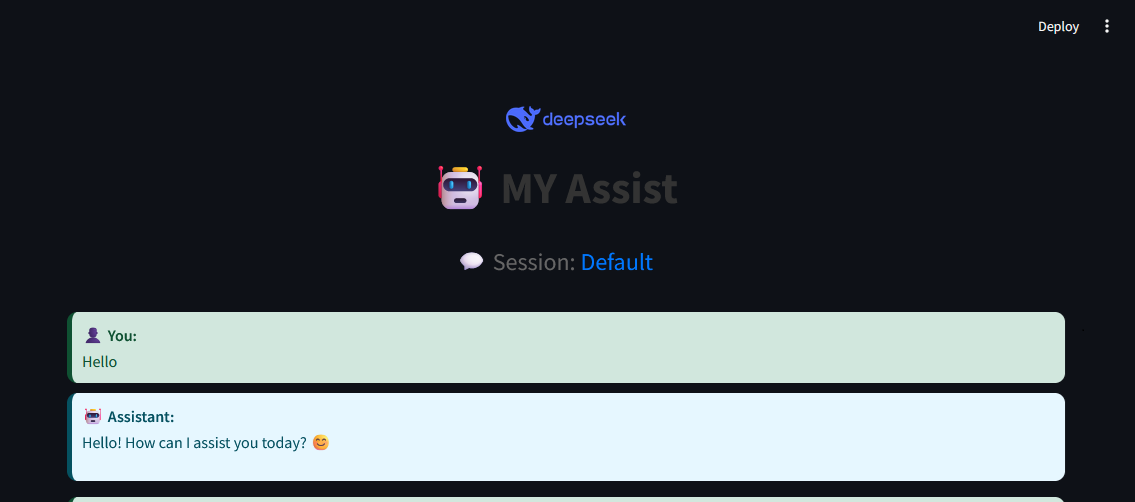 Deploy
deepseek
MY Assist
Session: Default
You:
Hello
Assistant:
Hello! How can I assist you today? 😊